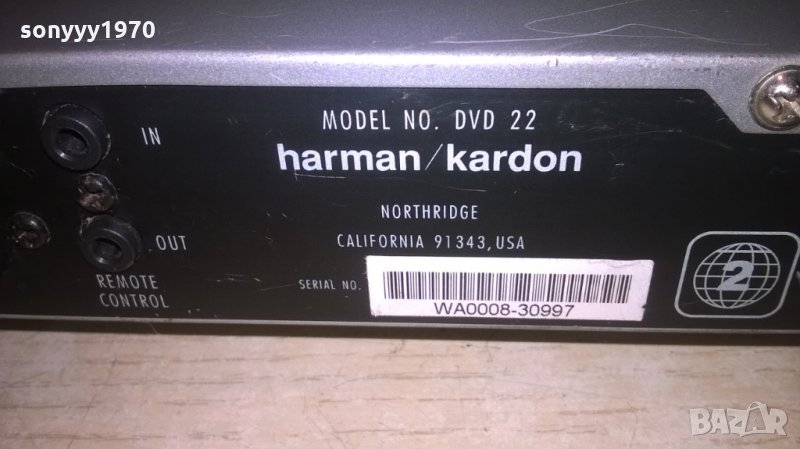 sonyyy1970
MODEL NO. DVD 22
harman/kardon
NORTHRIDGE
CALIFORNIA 91343, USA
SERIAL NO.
WA0008-30997
IN
OUT
REMOTE
CONTROL
2
BAZAR